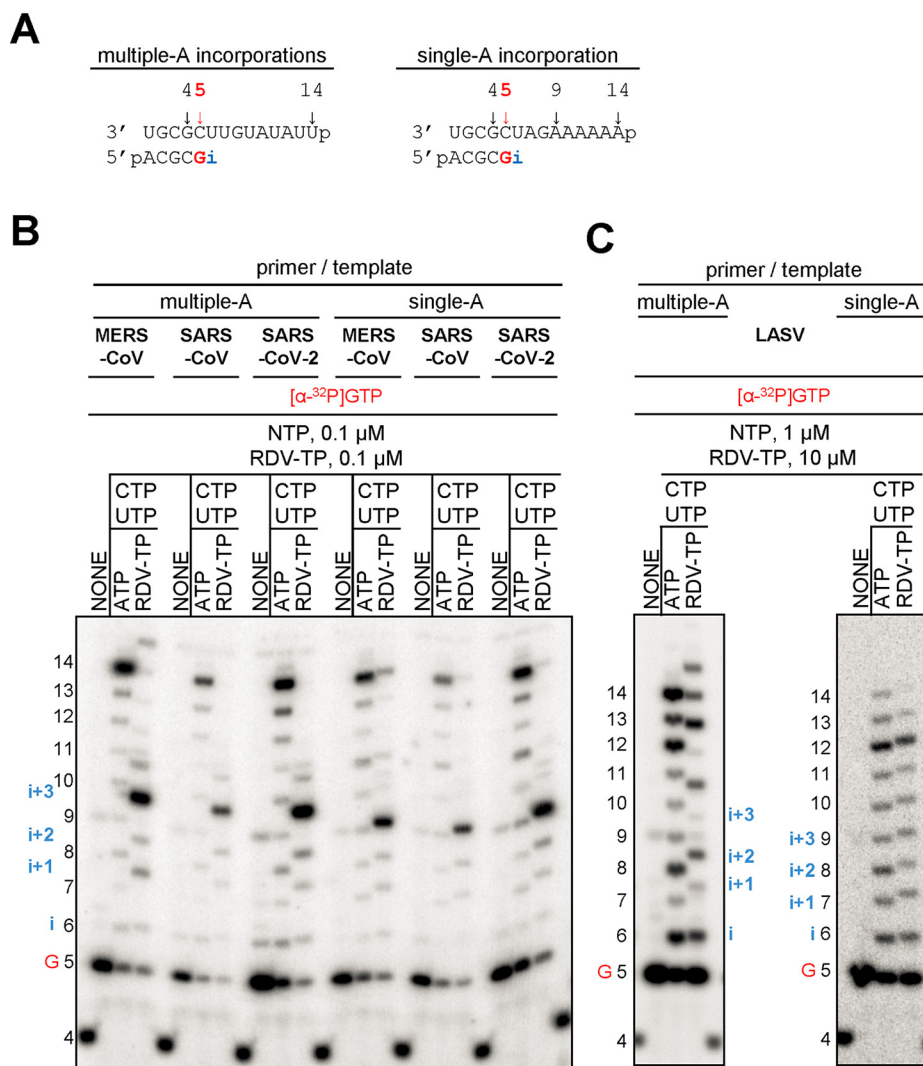 A
multiple-A incorporations
single-A incorporation
45 14
45 9 14
3′ UGCGCUUGUAUAUUp
3′ UGCGCUAGAAAAAAp
5′pACGCGi
5′pACGCGi
B
primer / template
multiple-A single-A
MERS -CoV
SARS -CoV
SARS -CoV-2
MERS -CoV
SARS -CoV
SARS -CoV-2
[α-³²P]GTP
NTP, 0.1 µM
RDV-TP, 0.1 µM
CTP CTP CTP CTP CTP CTP
UTP UTP UTP UTP UTP UTP
NONE ATP RDV-TP NONE ATP RDV-TP NONE ATP RDV-TP NONE ATP RDV-TP NONE ATP RDV-TP NONE ATP RDV-TP
14
13
12
11
10
i+3
9
i+2
8
i+1
7
i 6
G 5
4
C
primer / template
multiple-A single-A
LASV
[α-³²P]GTP
NTP, 1 µM
RDV-TP, 10 µM
CTP CTP
UTP UTP
NONE ATP RDV-TP NONE ATP RDV-TP
14
13
12
11
10
i+3
9
i+2
8
i+1
7
6 i
G 5
4
14
13
12
11
10
i+3 9
i+2 8
i+1 7
i 6
G 5
4